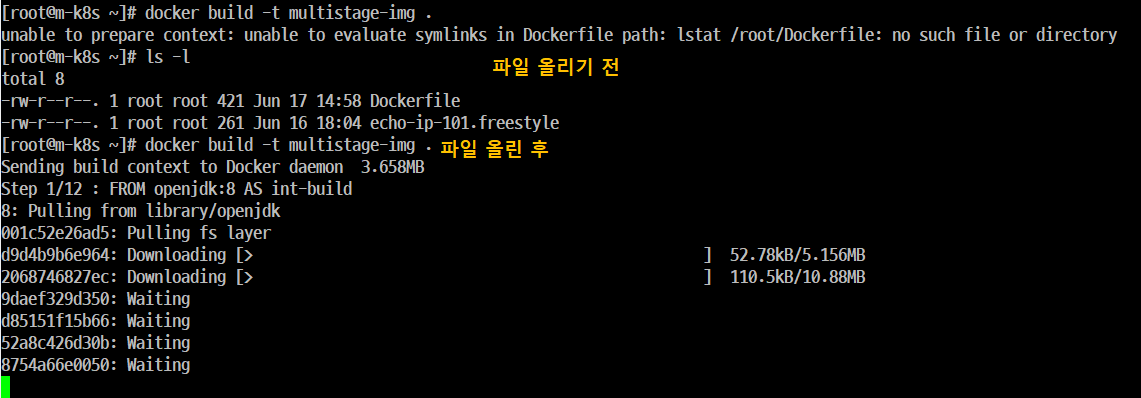 [root@m-k8s ~]# docker build -t multistage-img .
unable to prepare context: unable to evaluate symlinks in Dockerfile path: lstat /root/Dockerfile: no such file or directory
[root@m-k8s ~]# ls -l
파일 올리기 전
total 8
-rw-r--r--. 1 root root 421 Jun 17 14:58 Dockerfile
-rw-r--r--. 1 root root 261 Jun 16 18:04 echo-ip-101.freestyle
[root@m-k8s ~]# docker build -t multistage-img . 파일 올린 후
Sending build context to Docker daemon  3.658MB
Step 1/12 : FROM openjdk:8 AS int-build
8: Pulling from library/openjdk
001c52e26ad5: Pulling fs layer
d9d4b9b6e964: Downloading [>                                                  ]  52.78kB/5.156MB
2068746827ec: Downloading [>                                                  ]  110.5kB/10.88MB
9daef329d350: Waiting
d85151f15b66: Waiting
52a8c426d30b: Waiting
8754a66e0050: Waiting